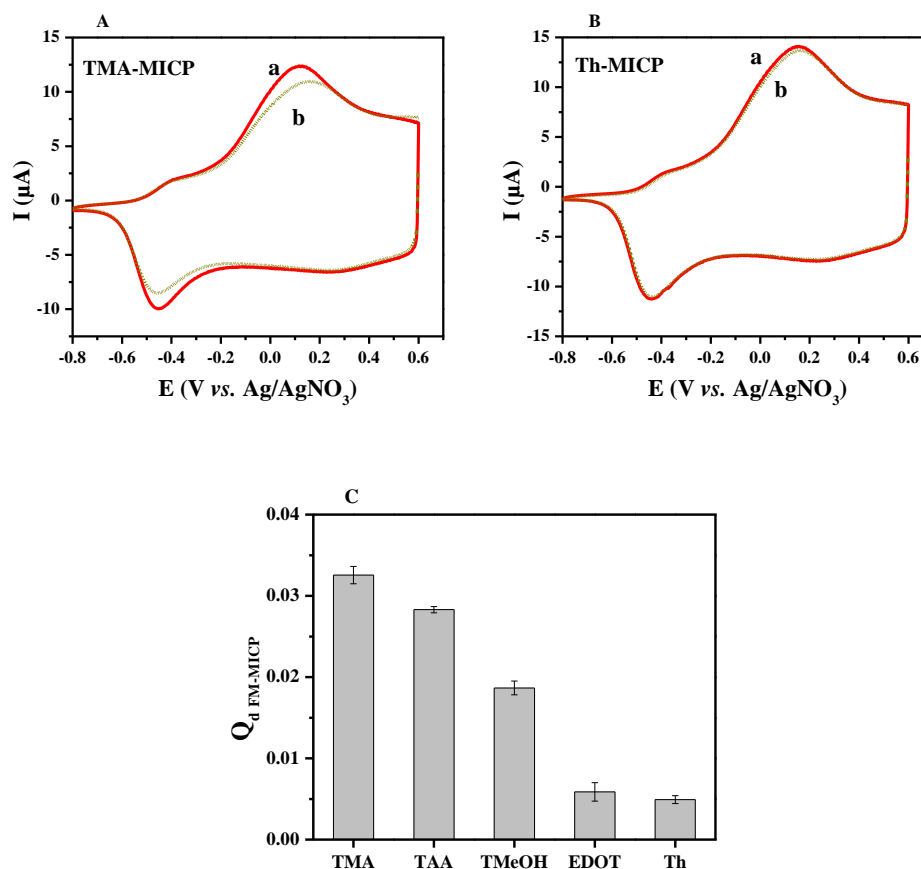 A
TMA-MICP
a
b
15
10
5
0
-5
-10
I (µA)
-0.8 -0.6 -0.4 -0.2 0.0 0.2 0.4 0.6
E (V vs. Ag/AgNO3)
B
Th-MICP
a
b
15
10
5
0
-5
-10
-15
I (µA)
-0.8 -0.6 -0.4 -0.2 0.0 0.2 0.4 0.6
E (V vs. Ag/AgNO3)
C
0.04
0.03
0.02
0.01
0.00
Qd FM-MICP
TMA TAA TMeOH EDOT Th